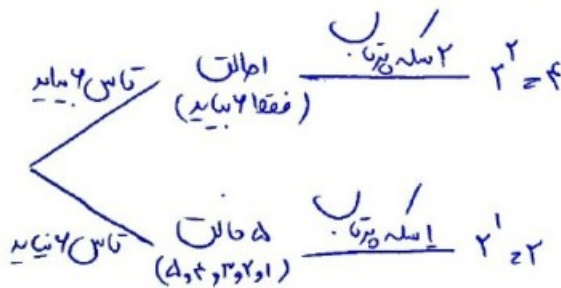 تاس ۶ بیاید
۱ حالت
(فقط ۶ بیاید)
۲ سکه پرتاب
۲^۲ = ۴
تاس ۶ نیاید
۵ حالت
(۱و۲و۳و۴و۵)
۱ سکه پرتاب
۲^۱ = ۲